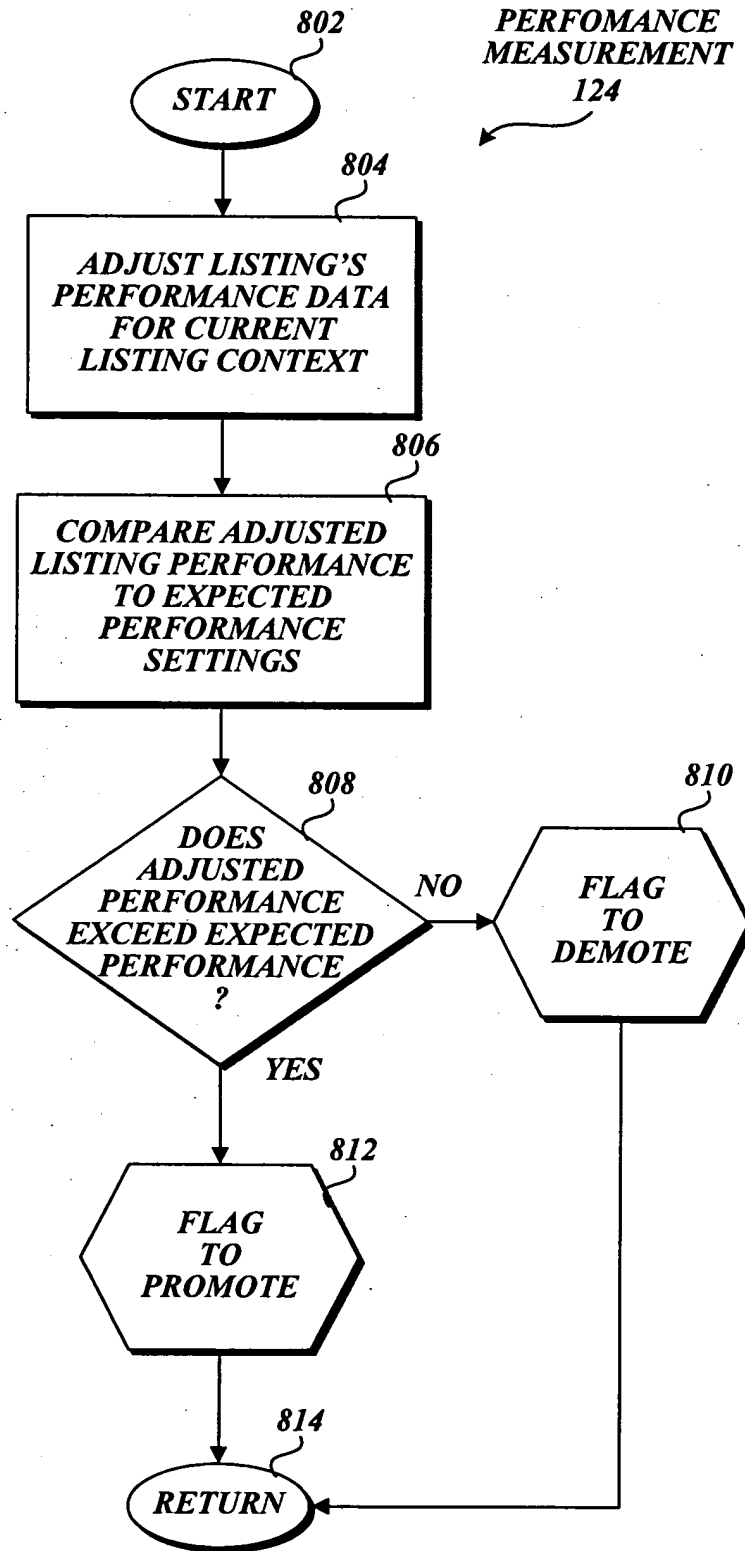 802
PERFOMANCE
MEASUREMENT
124
START
804
ADJUST LISTING'S
PERFORMANCE DATA
FOR CURRENT
LISTING CONTEXT
806
COMPARE ADJUSTED
LISTING PERFORMANCE
TO EXPECTED
PERFORMANCE
SETTINGS
808
DOES
ADJUSTED
PERFORMANCE
EXCEED EXPECTED
PERFORMANCE
?
NO
810
FLAG
TO
DEMOTE
YES
812
FLAG
TO
PROMOTE
814
RETURN